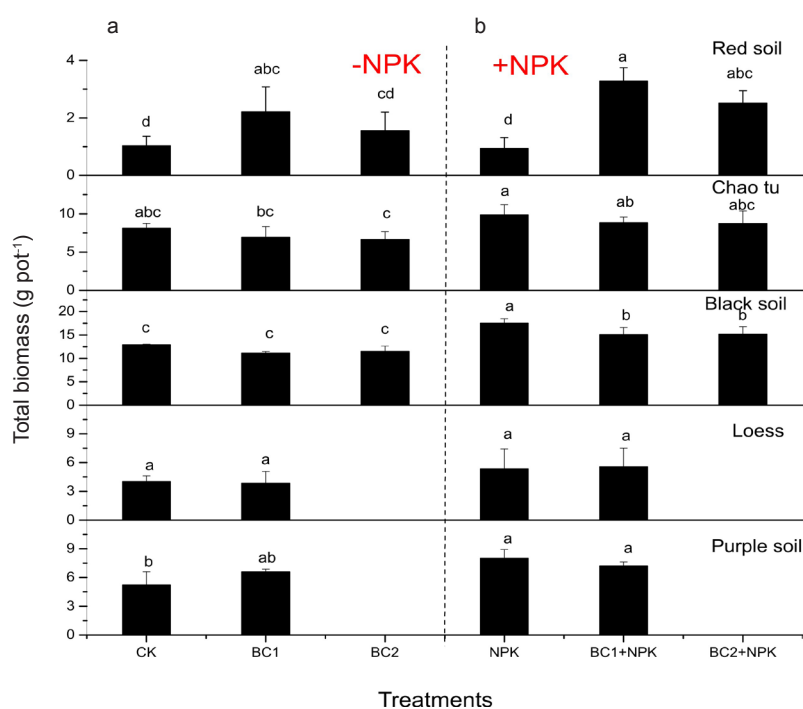 a
b
-NPK
+NPK
Red soil
4
2
0
d
abc
cd
d
a
abc
Chao tu
10
5
0
abc
bc
c
a
ab
abc
Black soil
20
15
10
5
0
c
c
c
a
b
b
Loess
9
6
3
0
a
a
a
a
Purple soil
9
6
3
0
b
ab
a
a
Total biomass (g pot⁻¹)
CK BC1 BC2 NPK BC1+NPK BC2+NPK
Treatments